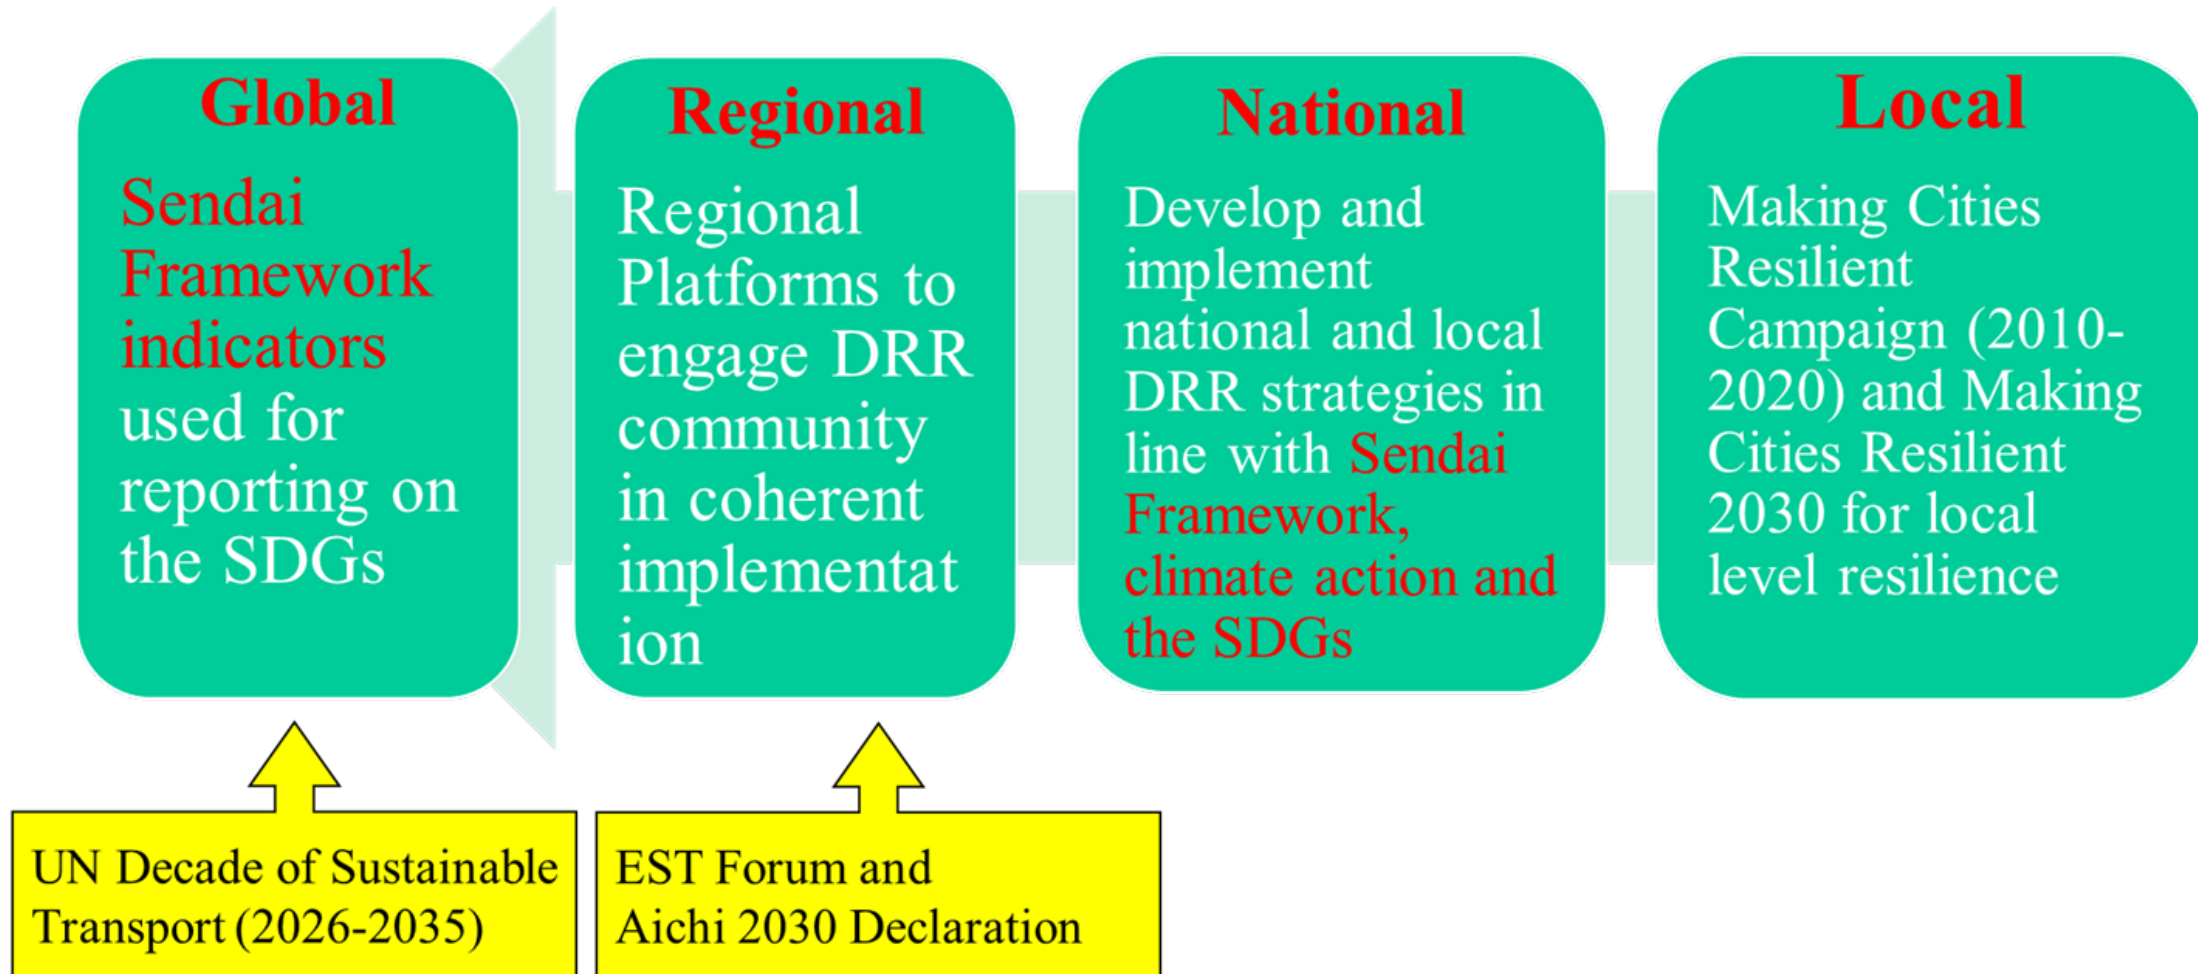 Global
Sendai
Framework
indicators
used for
reporting on
the SDGs
Regional
Regional
Platforms to
engage DRR
community
in coherent
implementat
ion
National
Develop and
implement
national and local
DRR strategies in
line with Sendai
Framework,
climate action and
the SDGs
Local
Making Cities
Resilient
Campaign (2010-
2020) and Making
Cities Resilient
2030 for local
level resilience
UN Decade of Sustainable
Transport (2026-2035)
EST Forum and
Aichi 2030 Declaration